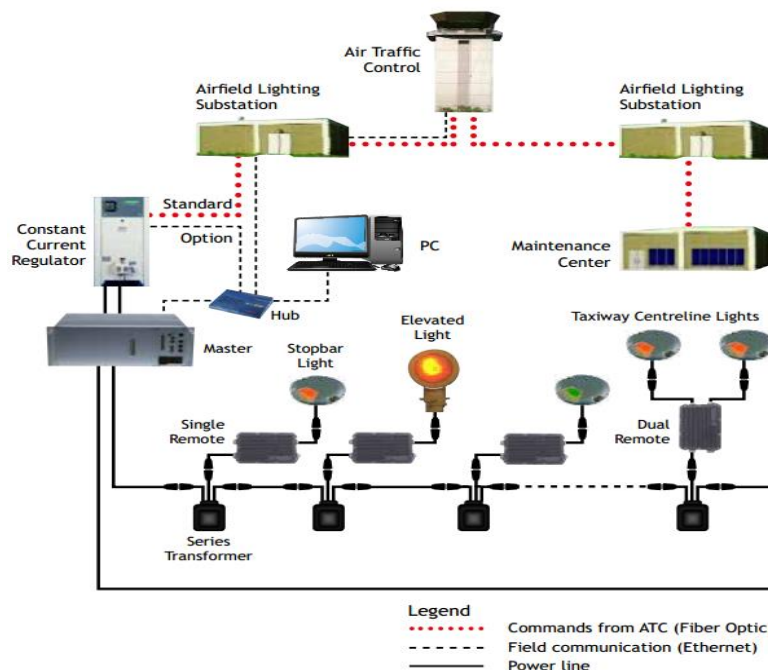 Air Traffic
Control
Airfield Lighting
Substation
Airfield Lighting
Substation
Standard
Option
Constant
Current
Regulator
PC
Maintenance
Center
Hub
Master
Stopbar
Light
Elevated
Light
Taxiway Centreline Lights
Single
Remote
Dual
Remote
Series
Transformer
Legend
Commands from ATC (Fiber Optic
Field communication (Ethernet)
Power line